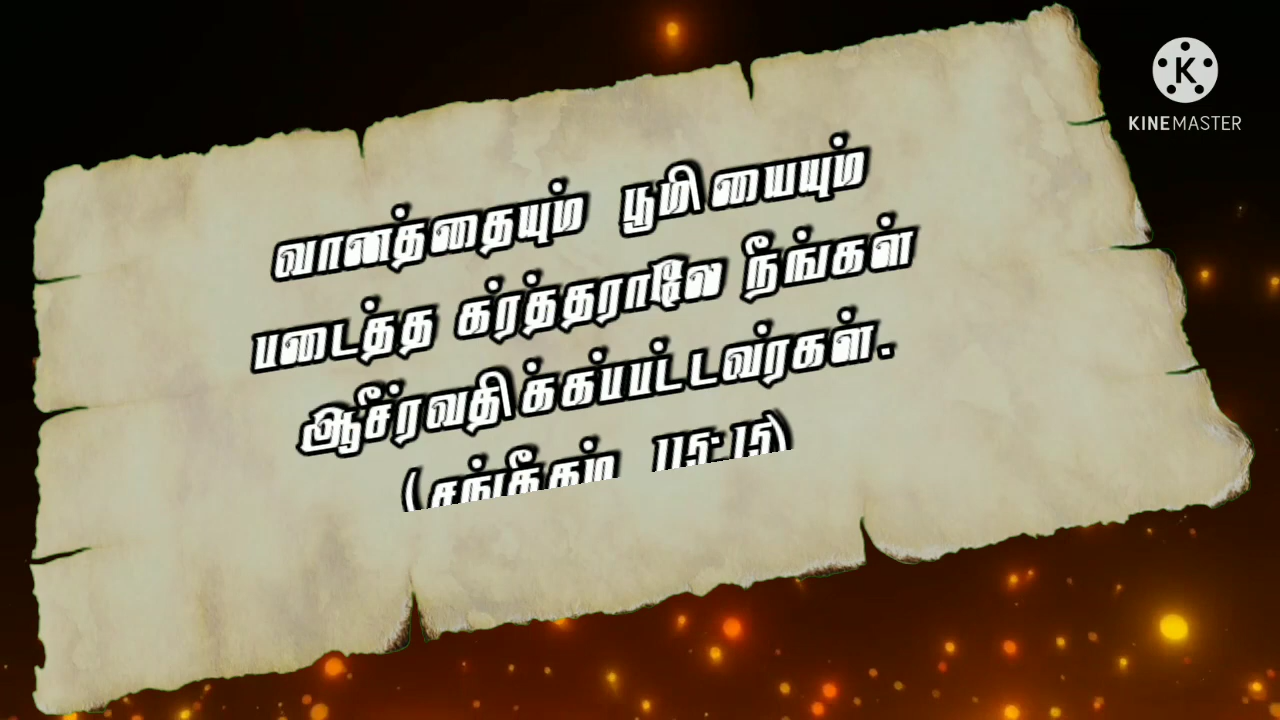 வானத்தையும் பூமியையும்
படைத்த கர்த்தராலே நீங்கள்
ஆசீர்வதிக்கப்பட்டவர்கள்.
(சங்கீதம் 115:15)
KINEMASTER